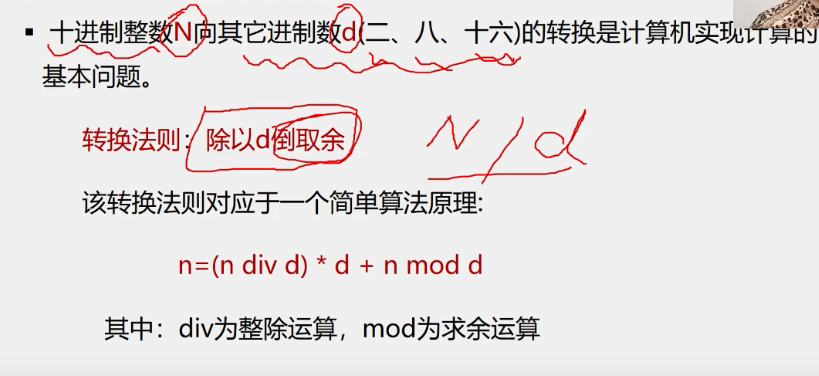 ▪ 十进制整数N向其它进制数d(二、八、十六)的转换是计算机实现计算的
基本问题。
转换法则：除以d倒取余
N/d
该转换法则对应于一个简单算法原理:
n=(n div d) * d + n mod d
其中：div为整除运算，mod为求余运算